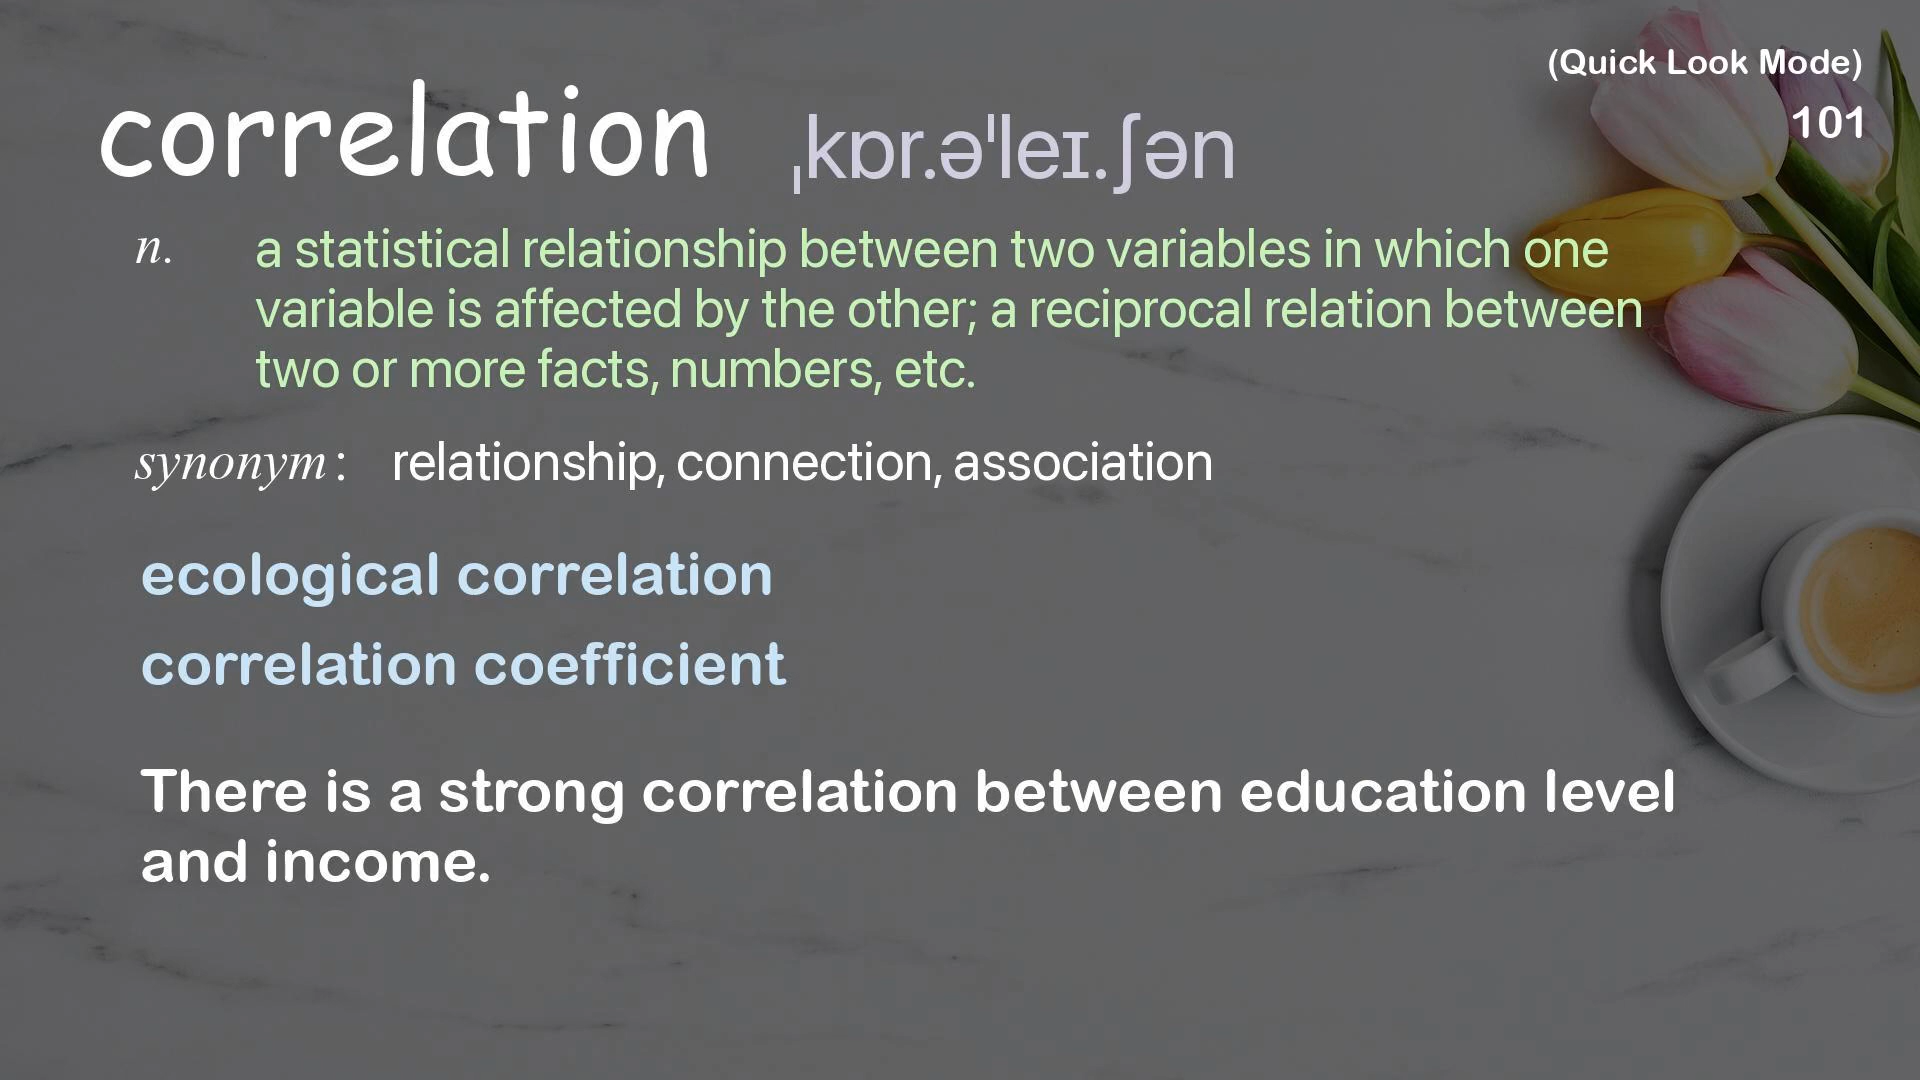 (Quick Look Mode)
101
correlation ˌkɒr.əˈleɪ.ʃən
n. a statistical relationship between two variables in which one
variable is affected by the other; a reciprocal relation between
two or more facts, numbers, etc.
synonym: relationship, connection, association
ecological correlation
correlation coefficient
There is a strong correlation between education level
and income.